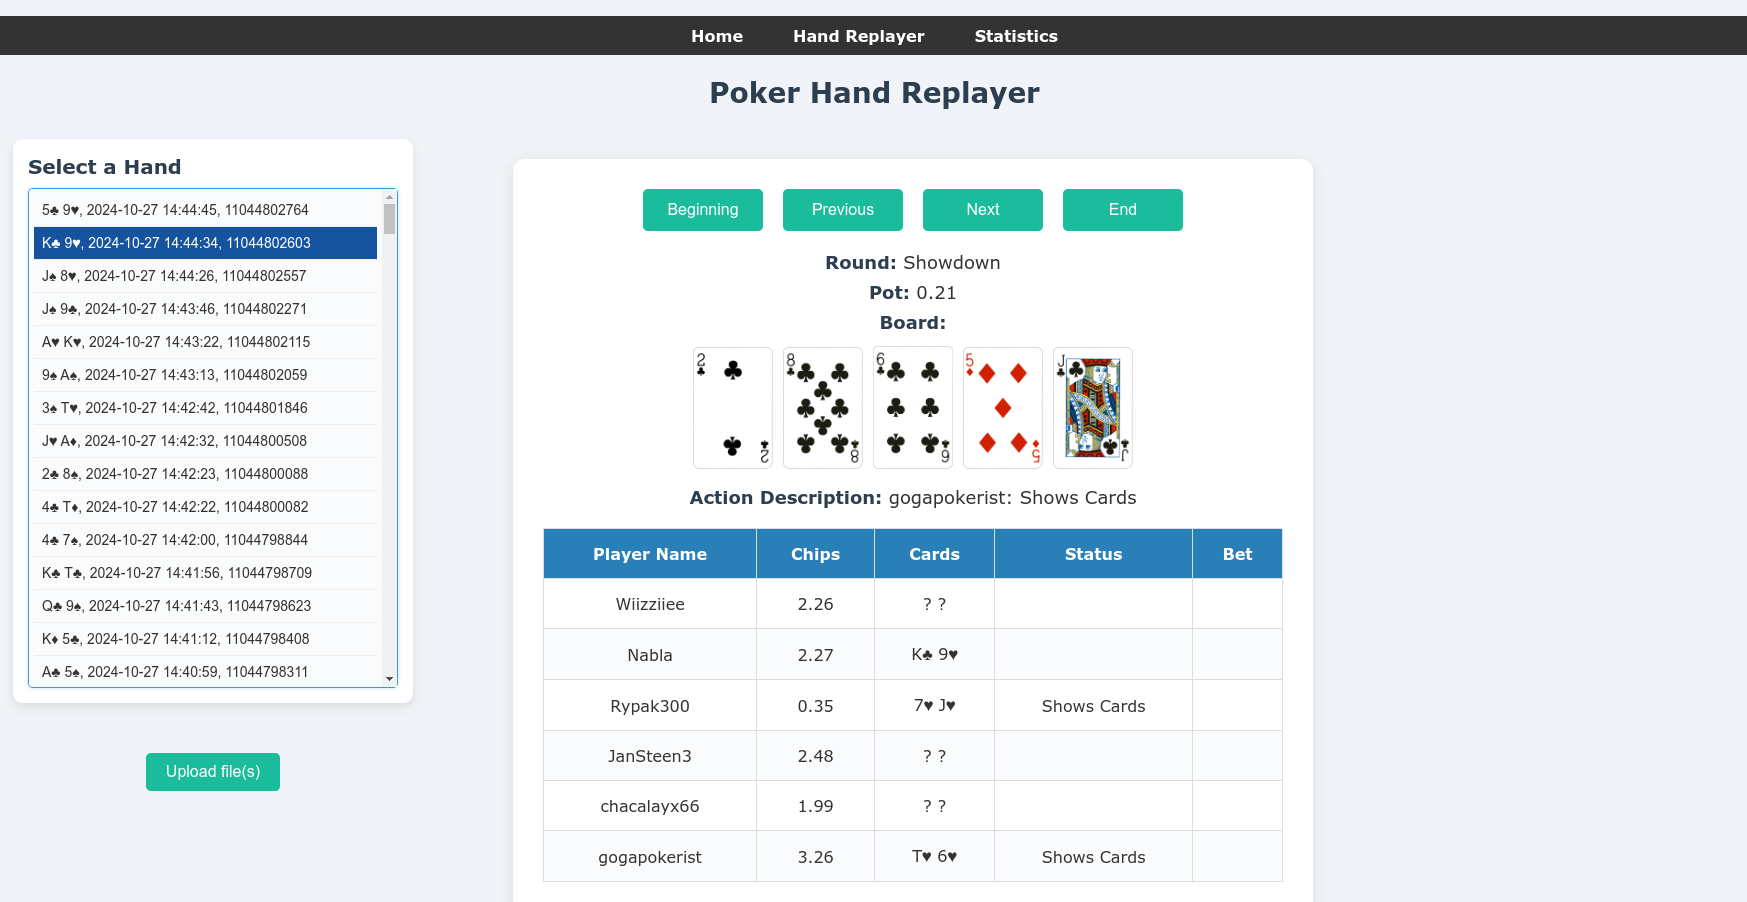 Home Hand Replayer Statistics
Poker Hand Replayer
Select a Hand
5♣ 9♥, 2024-10-27 14:44:45, 11044802764
K♣ 9♥, 2024-10-27 14:44:34, 11044802603
J♠ 8♥, 2024-10-27 14:44:26, 11044802557
J♠ 9♣, 2024-10-27 14:43:46, 11044802271
A♥ K♥, 2024-10-27 14:43:22, 11044802115
9♠ A♠, 2024-10-27 14:43:13, 11044802059
3♠ T♥, 2024-10-27 14:42:42, 11044801846
J♥ A♦, 2024-10-27 14:42:32, 11044800508
2♣ 8♠, 2024-10-27 14:42:23, 11044800088
4♣ T♦, 2024-10-27 14:42:22, 11044800082
4♣ 7♠, 2024-10-27 14:42:00, 11044798844
K♣ T♣, 2024-10-27 14:41:56, 11044798709
Q♣ 9♠, 2024-10-27 14:41:43, 11044798623
K♦ 5♣, 2024-10-27 14:41:12, 11044798408
A♣ 5♠, 2024-10-27 14:40:59, 11044798311
Upload file(s)
Beginning Previous Next End
Round: Showdown
Pot: 0.21
Board:
2 8 6 5 J
2 8 6 5 J
Action Description: gogapokerist: Shows Cards
Player Name Chips Cards Status Bet
Wiizziiee 2.26 ? ?
Nabla 2.27 K♣ 9♥
Rypak300 0.35 7♥ J♥ Shows Cards
JanSteen3 2.48 ? ?
chacalayx66 1.99 ? ?
gogapokerist 3.26 T♥ 6♥ Shows Cards